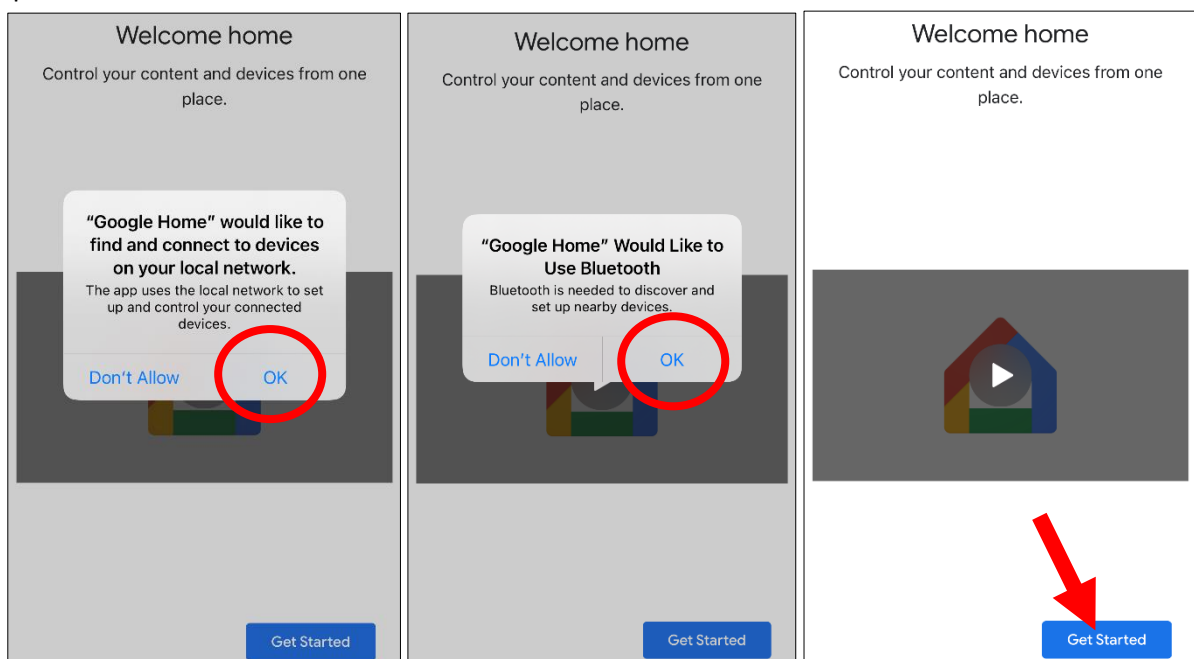 Welcome home
Control your content and devices from one
place.
“Google Home” would like to
find and connect to devices
on your local network.
The app uses the local network to set
up and control your connected
devices.
Don’t Allow
OK
Get Started
Welcome home
Control your content and devices from one
place.
“Google Home” Would Like to
Use Bluetooth
Bluetooth is needed to discover and
set up nearby devices.
Don’t Allow
OK
Get Started
Welcome home
Control your content and devices from one
place.
Get Started